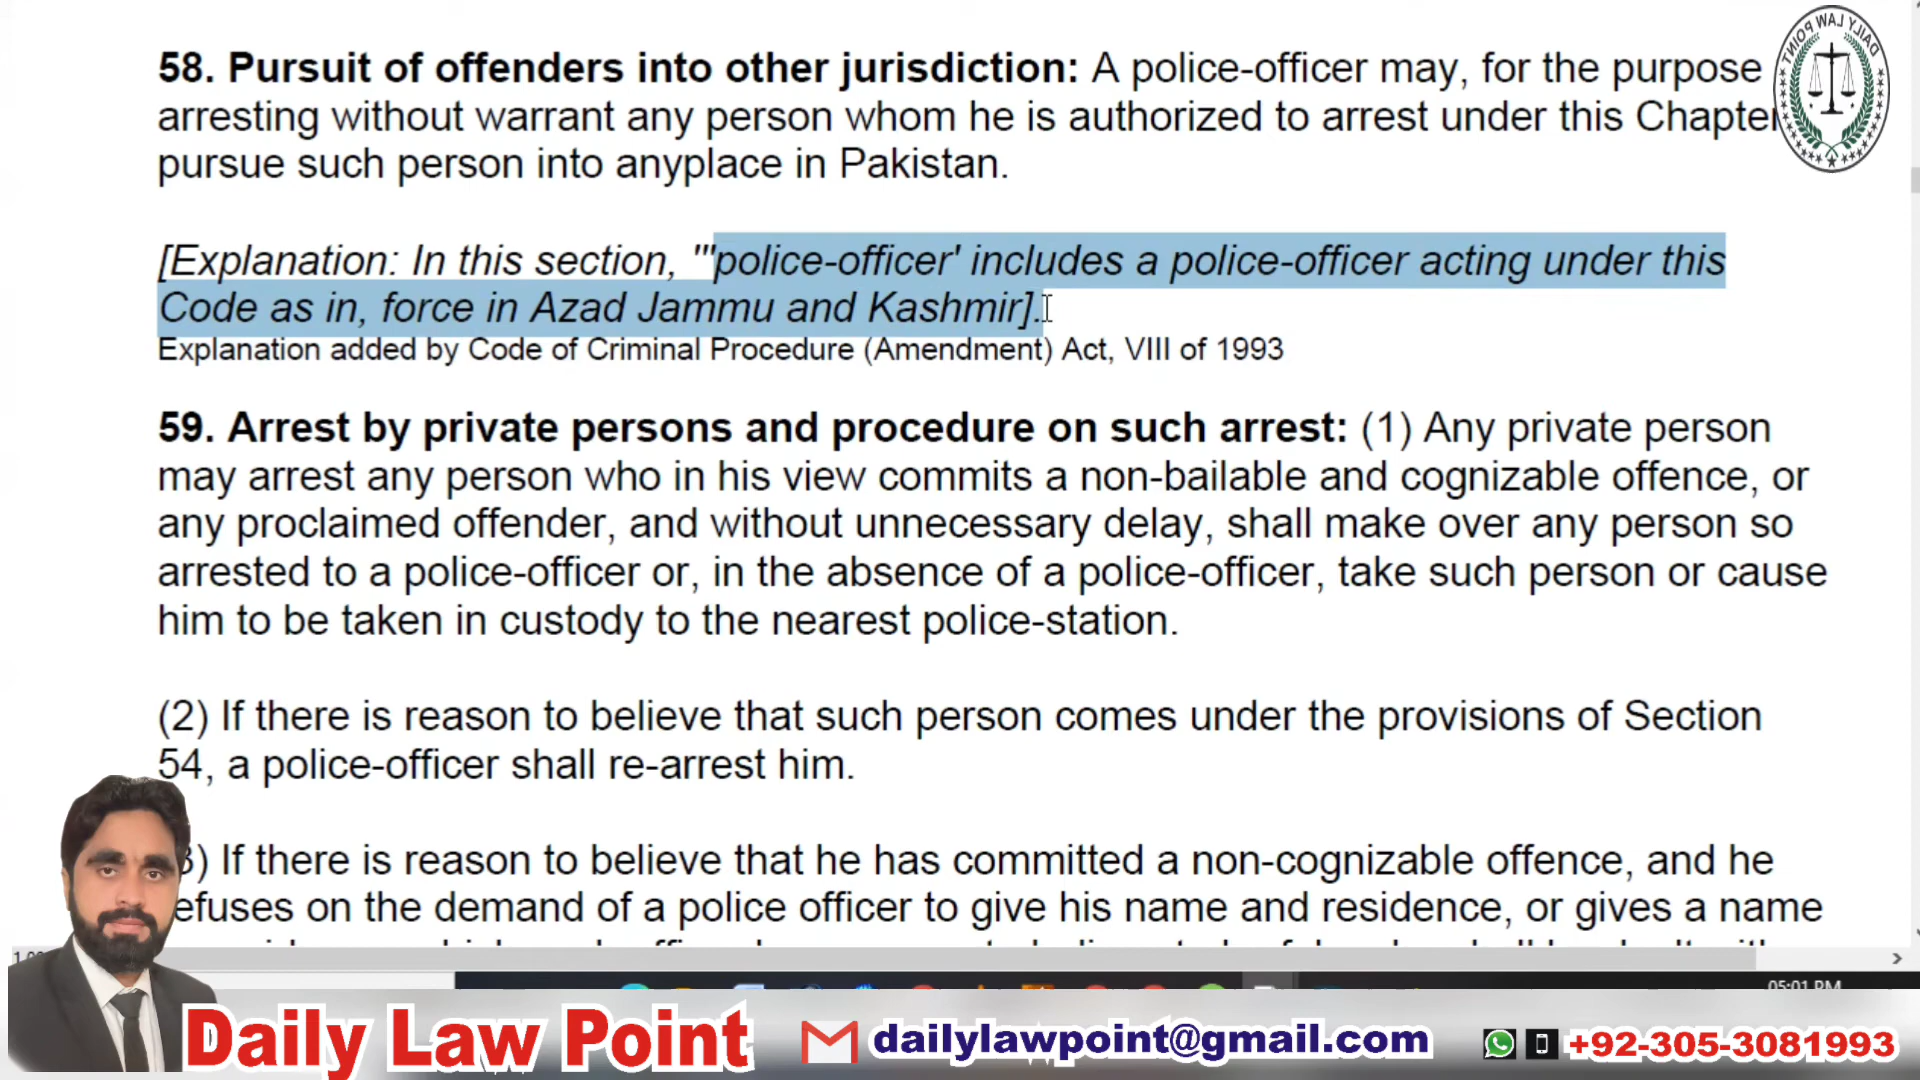 58. Pursuit of offenders into other jurisdiction: A police-officer may, for the purpose
arresting without warrant any person whom he is authorized to arrest under this Chapter
pursue such person into anyplace in Pakistan.
[Explanation: In this section, "'police-officer' includes a police-officer acting under this
Code as in, force in Azad Jammu and Kashmir].
Explanation added by Code of Criminal Procedure (Amendment) Act, VIII of 1993
59. Arrest by private persons and procedure on such arrest: (1) Any private person
may arrest any person who in his view commits a non-bailable and cognizable offence, or
any proclaimed offender, and without unnecessary delay, shall make over any person so
arrested to a police-officer or, in the absence of a police-officer, take such person or cause
him to be taken in custody to the nearest police-station.
(2) If there is reason to believe that such person comes under the provisions of Section
54, a police-officer shall re-arrest him.
3) If there is reason to believe that he has committed a non-cognizable offence, and he
efuses on the demand of a police officer to give his name and residence, or gives a name
05:01 PM
DAILY LAW POINT
Daily Law Point
dailylawpoint@gmail.com
+92-305-3081993